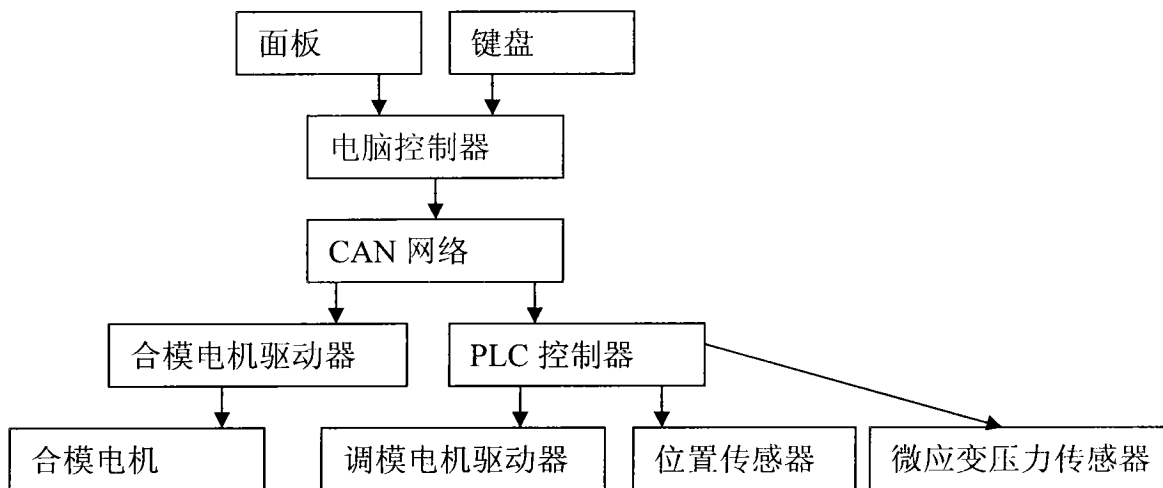 面板
键盘
电脑控制器
CAN 网络
合模电机驱动器
PLC 控制器
合模电机
调模电机驱动器
位置传感器
微应变压力传感器